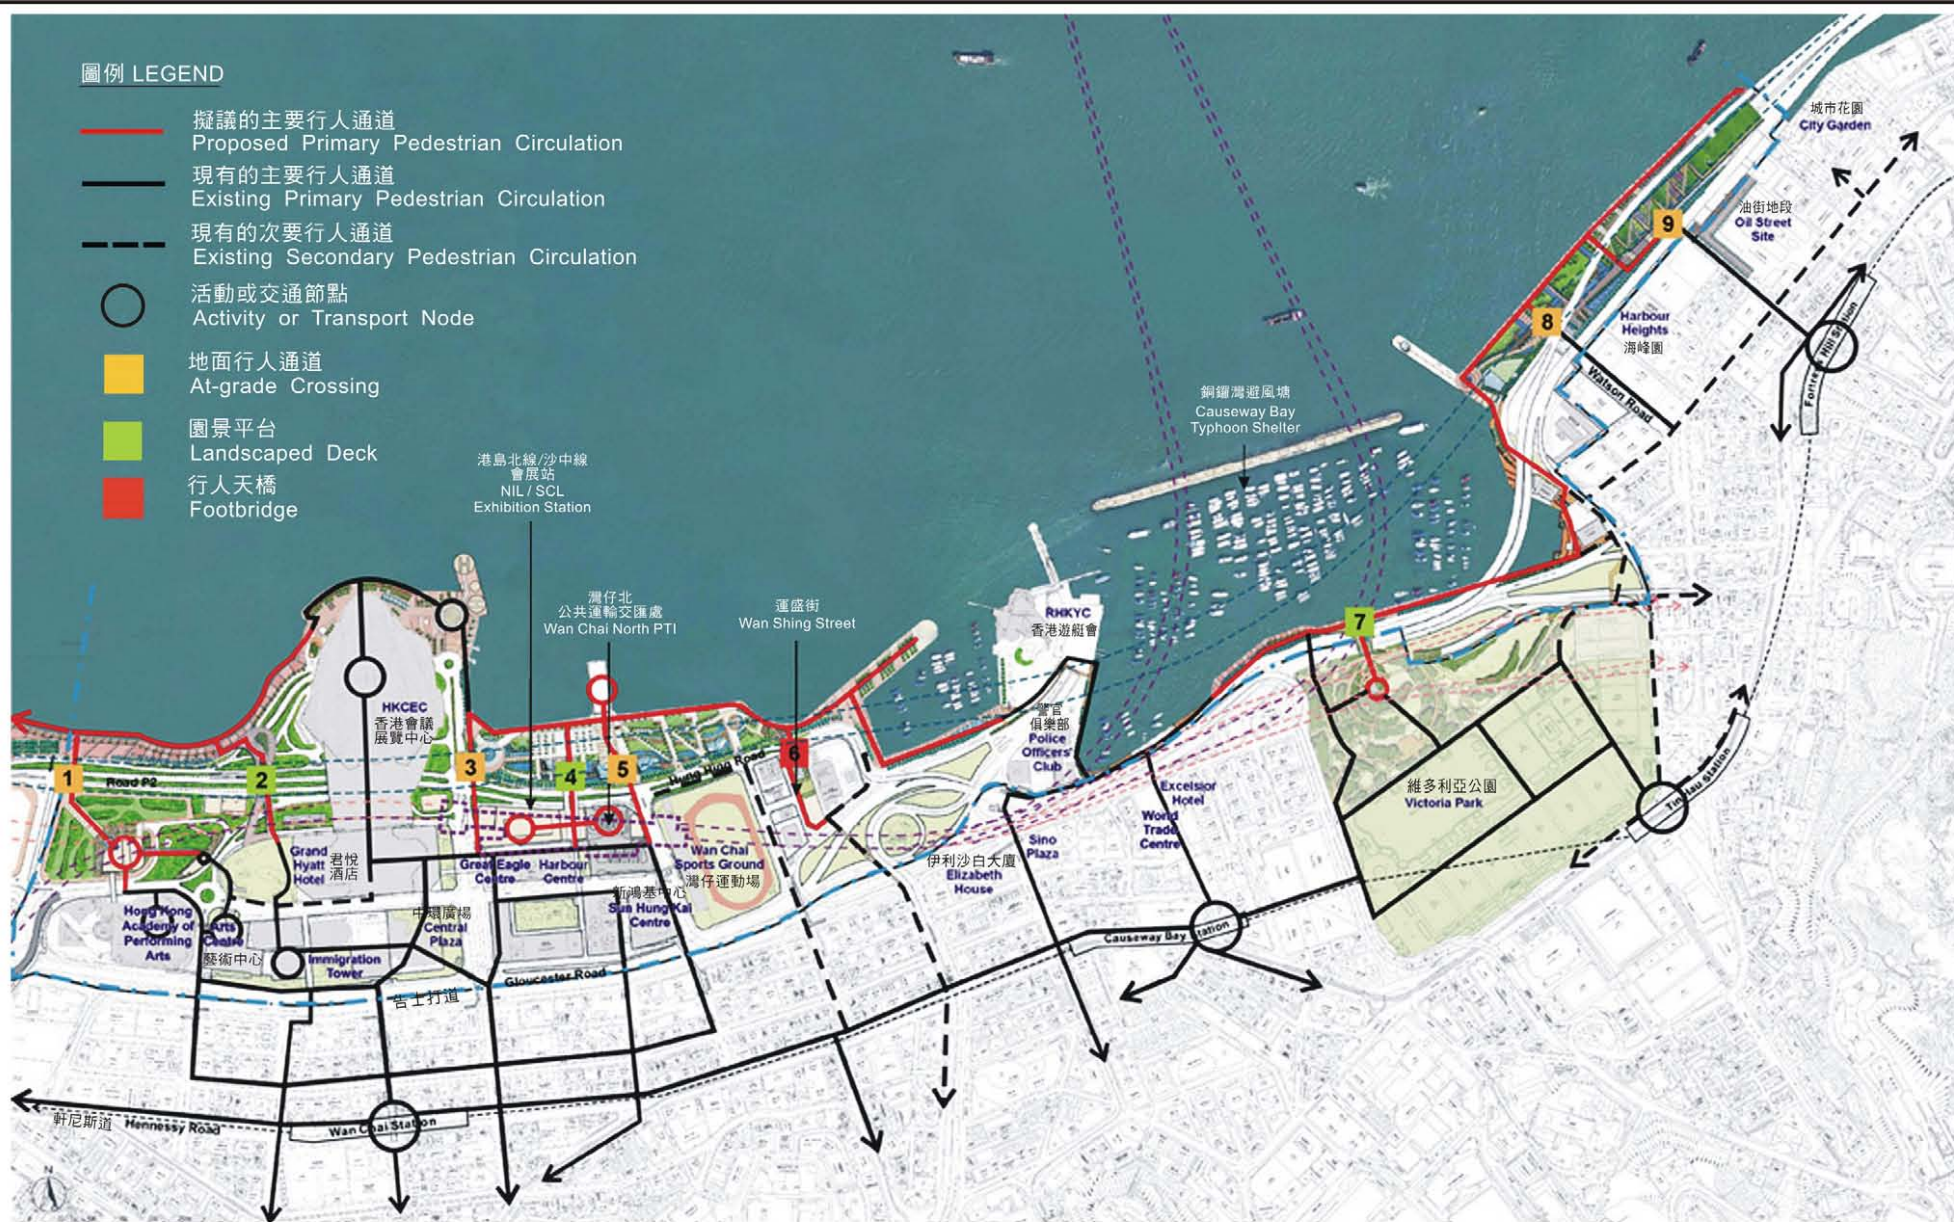 圖例 LEGEND
擬議的主要行人通道
Proposed Primary Pedestrian Circulation
現有的主要行人通道
Existing Primary Pedestrian Circulation
現有的次要行人通道
Existing Secondary Pedestrian Circulation
活動或交通節點
Activity or Transport Node
地面行人通道
At-grade Crossing
園景平台
Landscaped Deck
行人天橋
Footbridge
城市花園
City Garden
油街地段
Oil Street
Site
9
8
Harbour
Heights
海峰園
Watson Road
Fortress Hill Station
銅鑼灣避風塘
Causeway Bay
Typhoon Shelter
港島北線/沙中線
會展站
NIL / SCL
Exhibition Station
灣仔北
公共運輸交匯處
Wan Chai North PTI
運盛街
Wan Shing Street
RHKYC
香港遊艇會
7
HKCEC
香港會議
展覽中心
警官
俱樂部
Police
Officers'
Club
1
Road P2
2
3
4
5
Hung Hing Road
6
Excelsior
Hotel
World
Trade
Centre
維多利亞公園
Victoria Park
Tin Hau Station
Grand
Hyatt
Hotel
君悅
酒店
Great Eagle
Centre
Harbour
Centre
Wan Chai
Sports Ground
灣仔運動場
Sino
Plaza
伊利沙白大廈
Elizabeth
House
新鴻基中心
Sun Hung Kai
Centre
Hong Kong
Academy of
Performing
Arts
Arts
Centre
藝術中心
中環廣場
Central
Plaza
Immigration
Tower
Causeway Bay Station
Gloucester Road
告士打道
軒尼斯道 Hennessy Road
Wan Chai Station
N